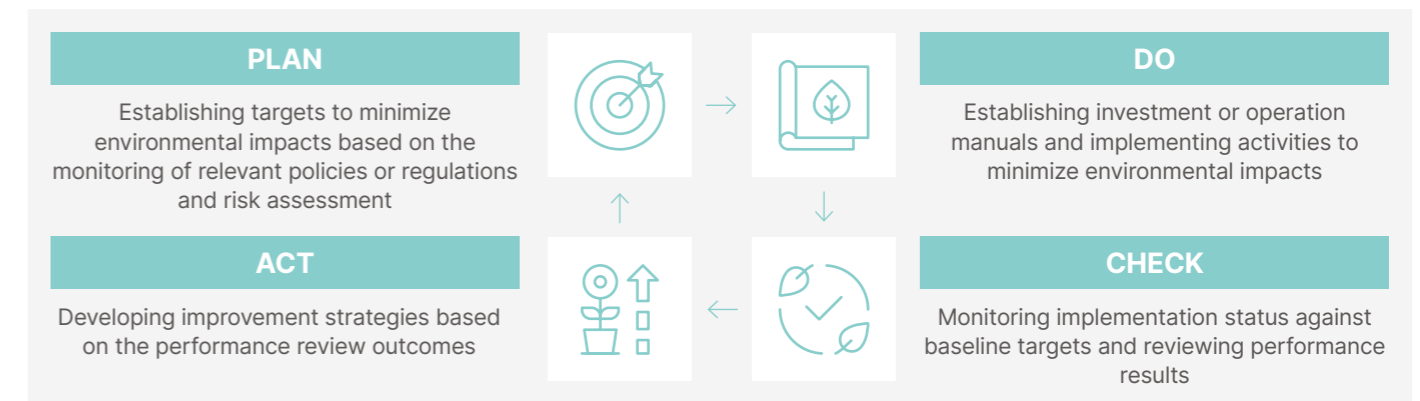 PLAN
Establishing targets to minimize
environmental impacts based on the
monitoring of relevant policies or regulations
and risk assessment
DO
Establishing investment or operation
manuals and implementing activities to
minimize environmental impacts
ACT
Developing improvement strategies based
on the performance review outcomes
CHECK
Monitoring implementation status against
baseline targets and reviewing performance
results